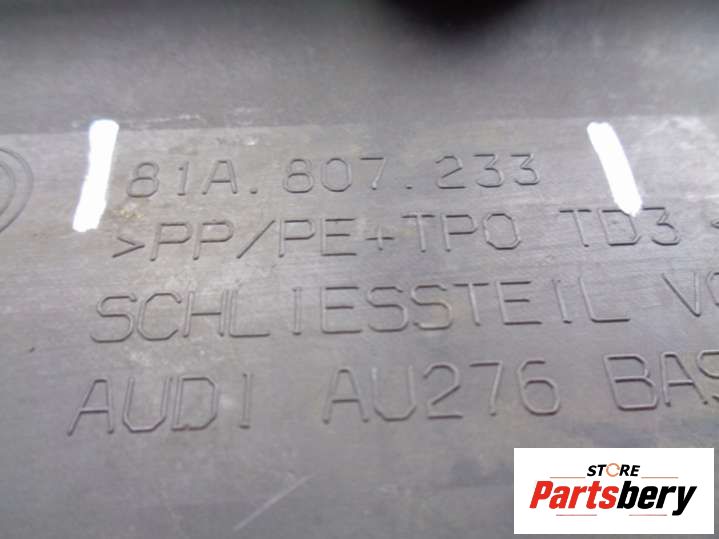 81A.807.233
>PP/PE+TPO TD3
SCHLIESSTEIL
AUDI AU276
STORE
Partsbery